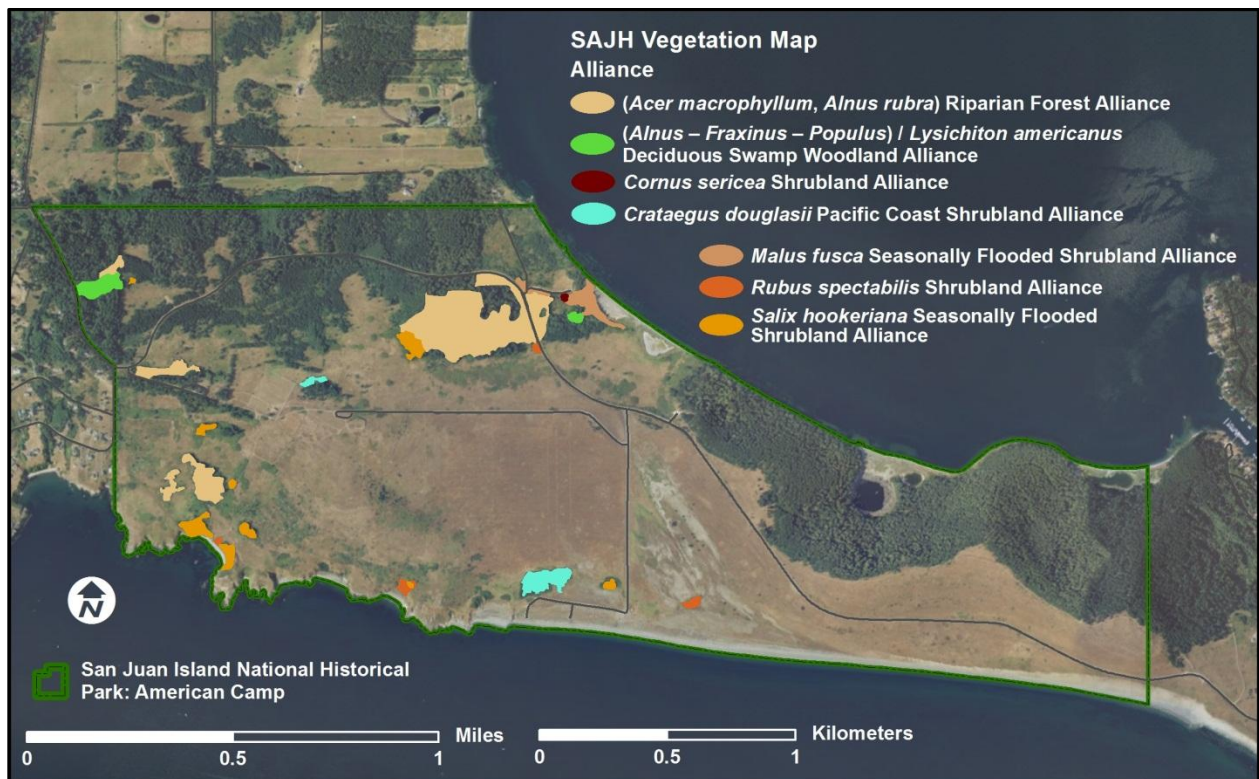 SAJH Vegetation Map
Alliance
(Acer macrophyllum, Alnus rubra) Riparian Forest Alliance
(Alnus – Fraxinus – Populus) / Lysichiton americanus
Deciduous Swamp Woodland Alliance
Cornus sericea Shrubland Alliance
Crataegus douglasii Pacific Coast Shrubland Alliance
Malus fusca Seasonally Flooded Shrubland Alliance
Rubus spectabilis Shrubland Alliance
Salix hookeriana Seasonally Flooded
Shrubland Alliance
N
San Juan Island National Historical
Park: American Camp
Miles
0 0.5 1
Kilometers
0 0.5 1